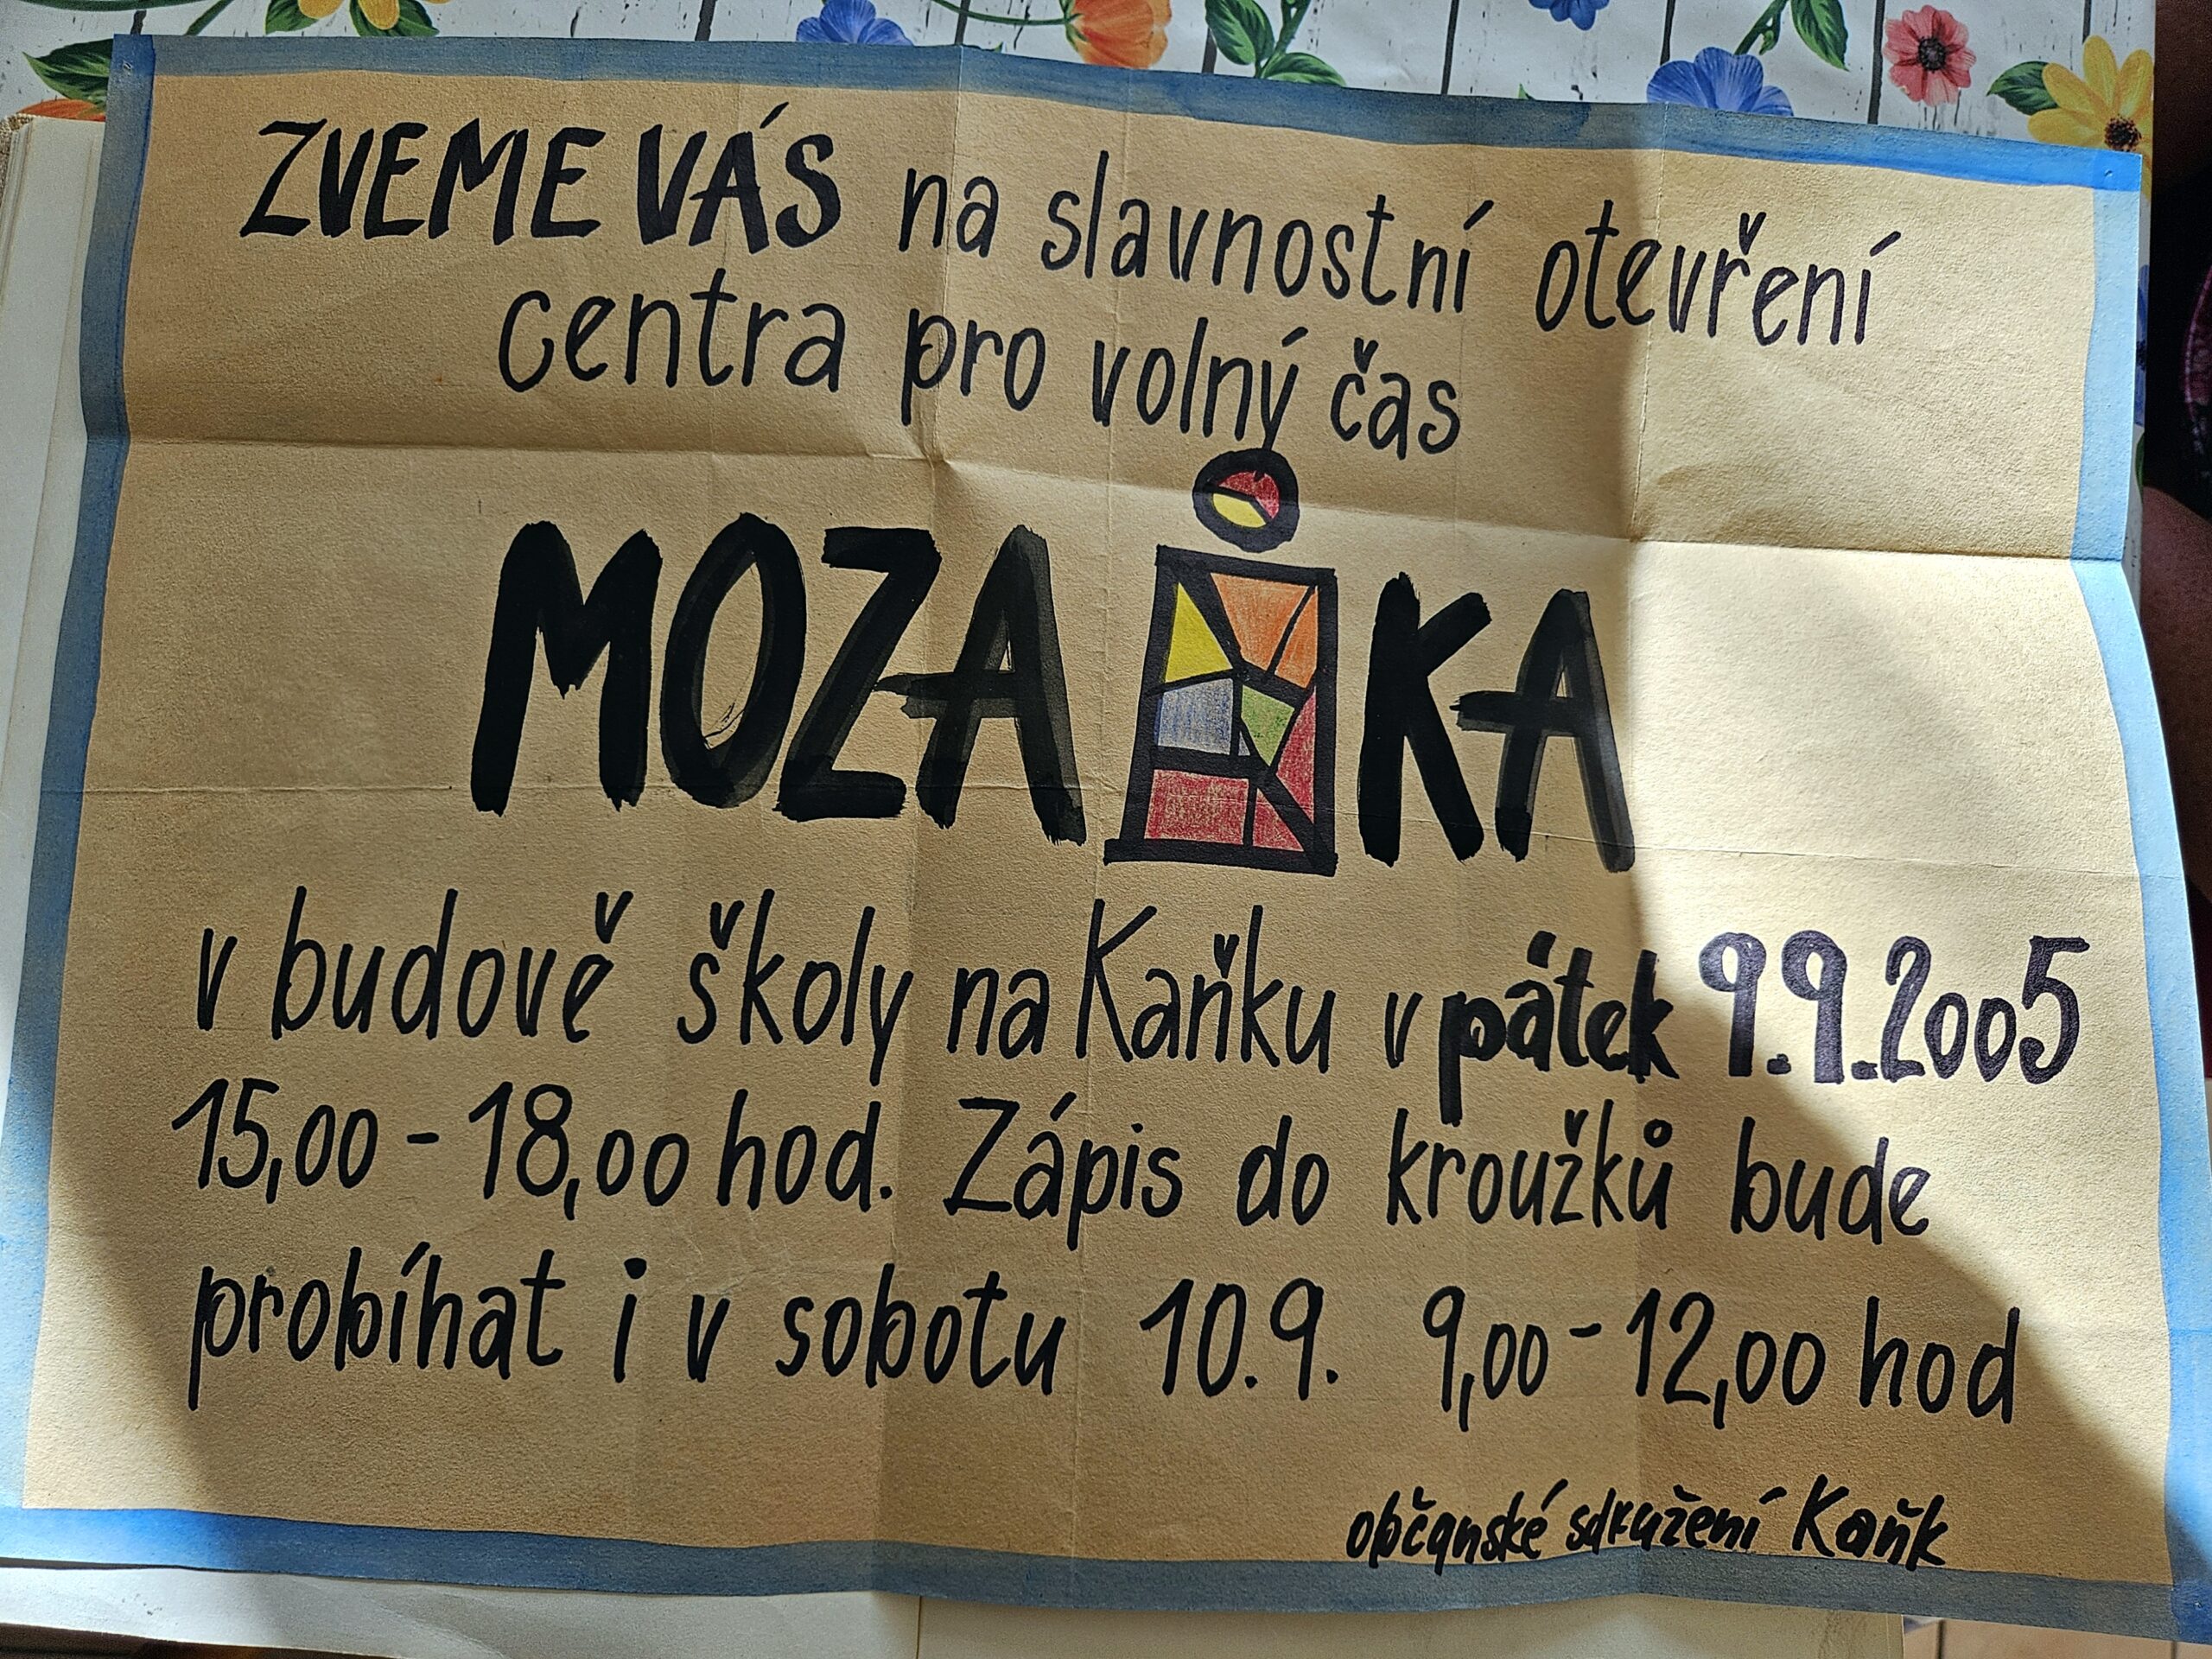 ZVEME VÁS na slavnostní otevření
centra pro volný čas
MOZAIKA
v budově školy na Kaňku v pátek 9.9.2005
15,00 - 18,00 hod. Zápis do kroužků bude
probíhat i v sobotu 10.9. 9,00 - 12,00 hod
občanské sdružení Kaňk